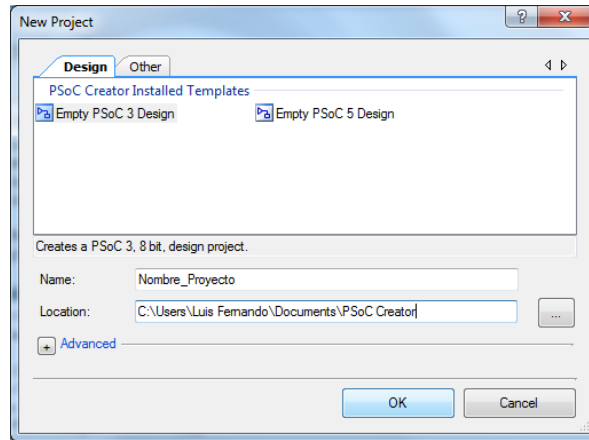 New Project
Design Other
PSoC Creator Installed Templates
Empty PSoC 3 Design Empty PSoC 5 Design
Creates a PSoC 3, 8 bit, design project.
Name: Nombre_Proyecto
Location: C:\Users\Luis Fernando\Documents\PSoC Creator
...
+ Advanced
OK Cancel